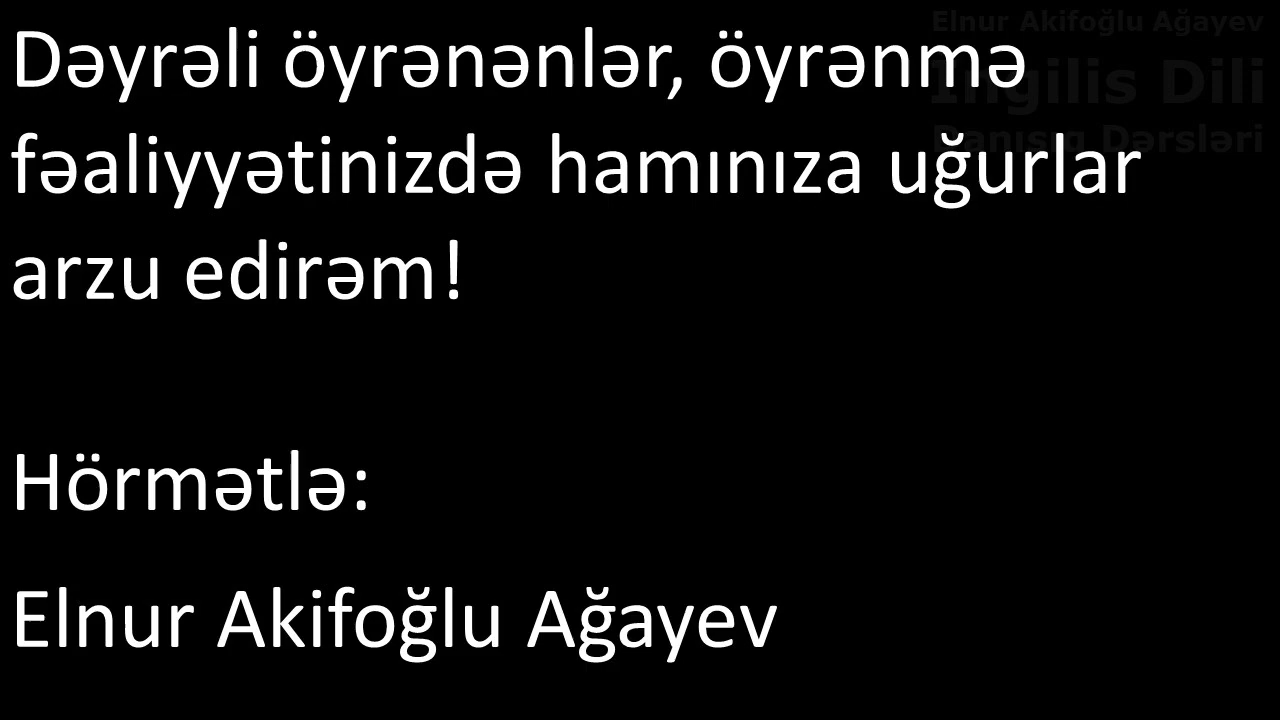 Dəyrəli öyrənənlər, öyrənmə
fəaliyyətinizdə hamınıza uğurlar
arzu edirəm!
Hörmətlə:
Elnur Akifoğlu Ağayev
Elnur Akifoğlu Ağayev
İngilis Dili
Danışıq Dərsləri